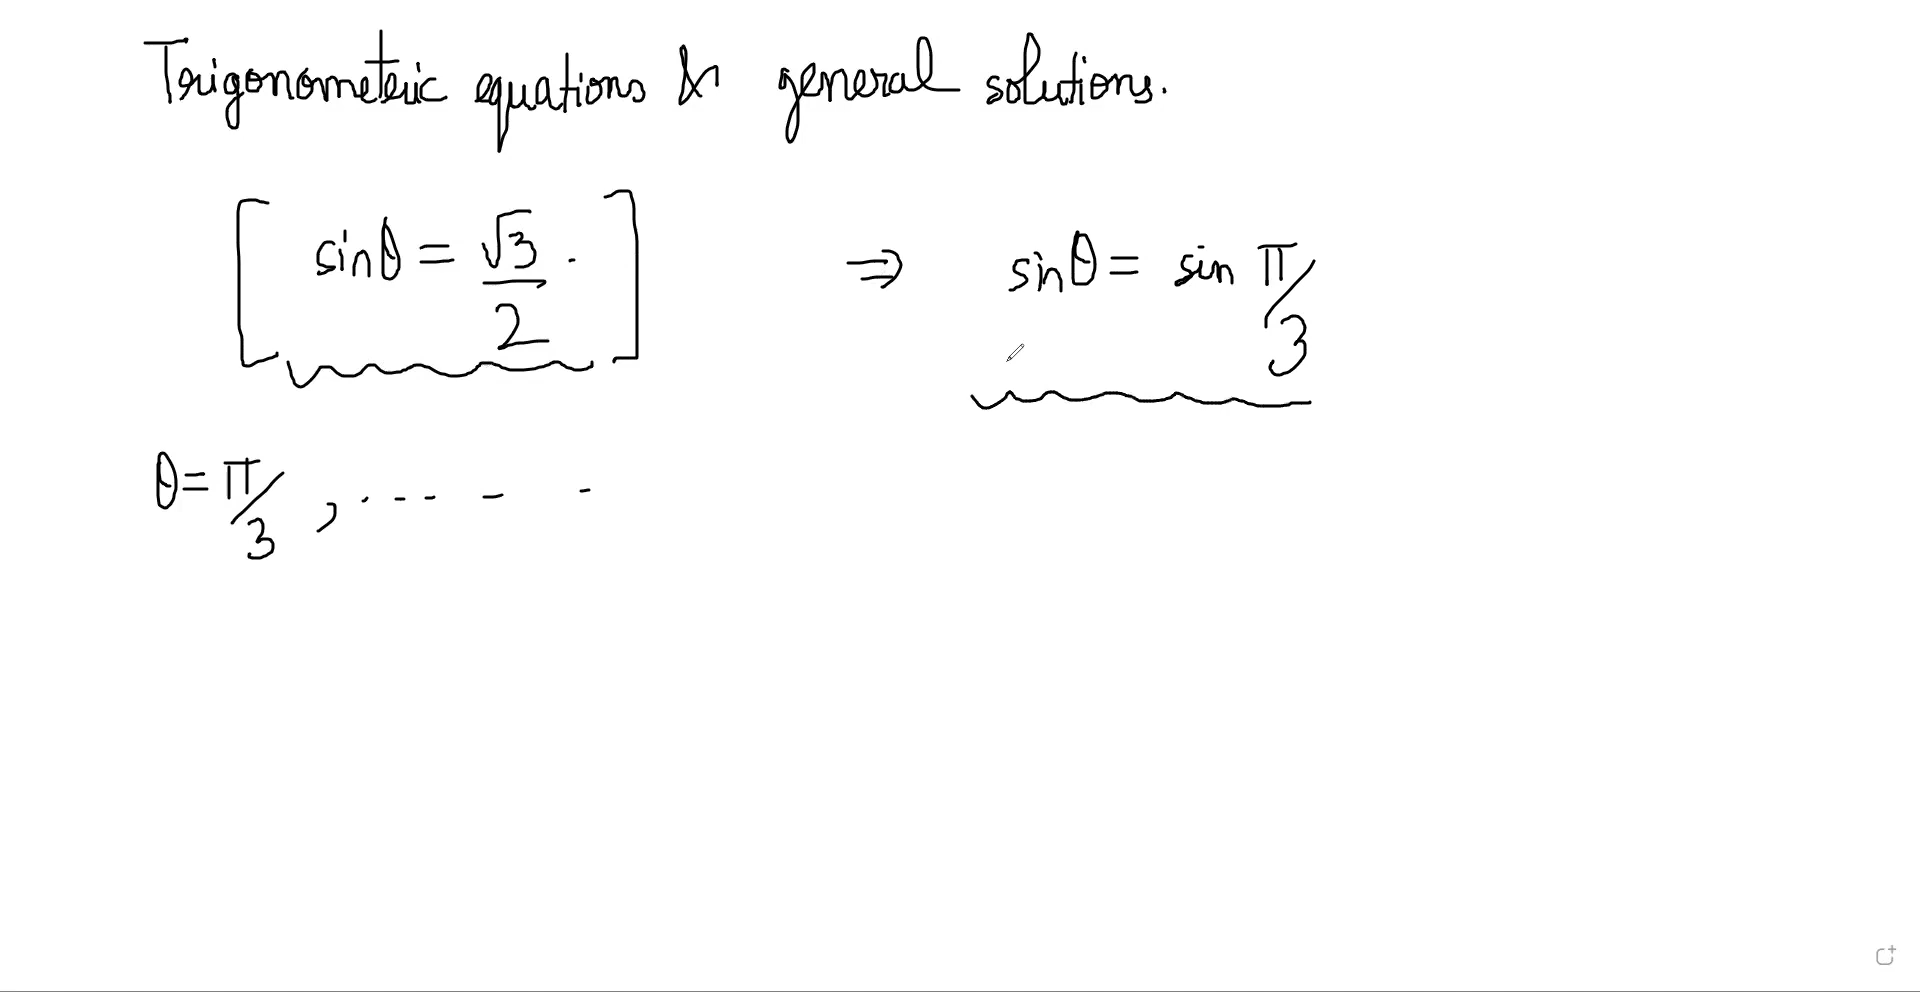 Trigonometric equations & general solutions.
[ sinθ = √3/2 . ] ⇒ sinθ = sin π/3
θ = π/3 , . - - - -